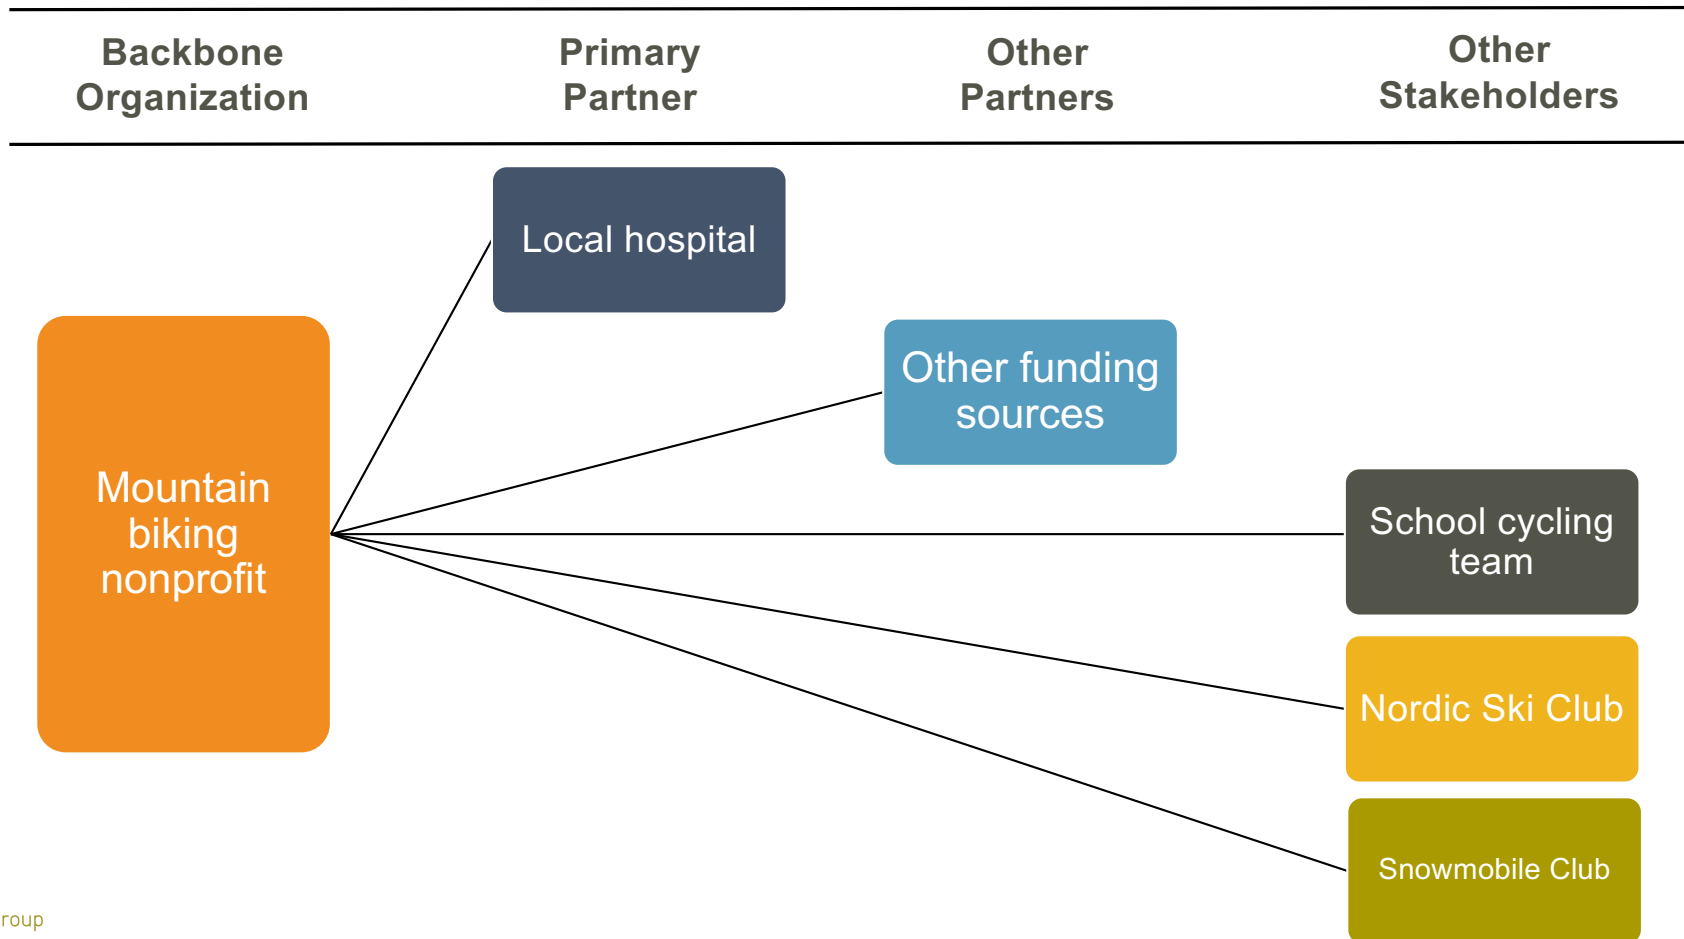 Backbone
Organization
Primary
Partner
Other
Partners
Other
Stakeholders
Local hospital
Other funding
sources
Mountain
biking
nonprofit
School cycling
team
Nordic Ski Club
Snowmobile Club
roup